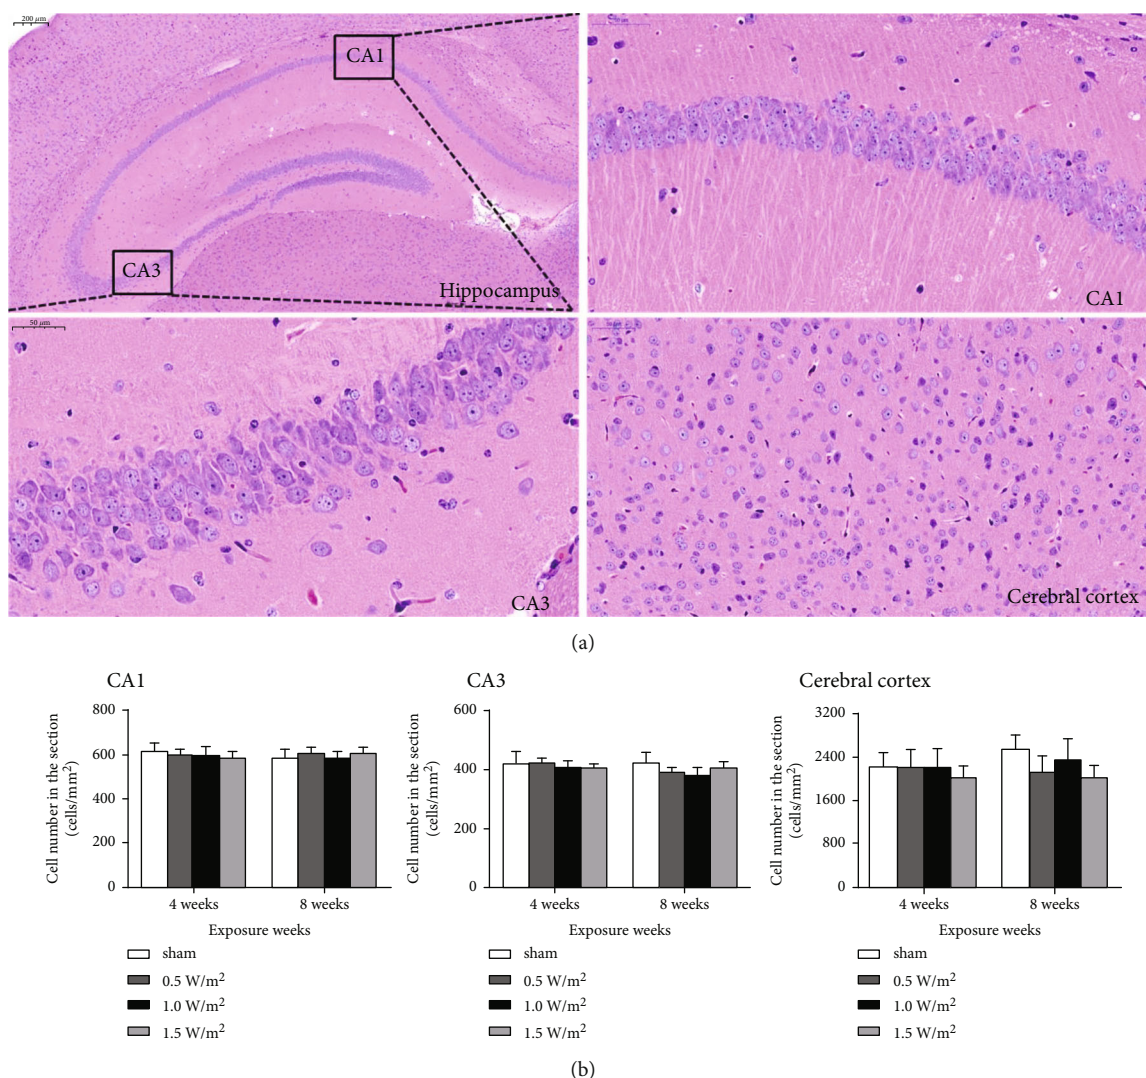 200 μm
CA1
CA3
Hippocampus
CA1
50 μm
CA3
Cerebral cortex
(a)
CA1
Cell number in the section
(cells/mm²)
800
600
400
200
0
4 weeks
8 weeks
Exposure weeks
sham
0.5 W/m²
1.0 W/m²
1.5 W/m²
CA3
Cell number in the section
(cells/mm²)
600
400
200
0
4 weeks
8 weeks
Exposure weeks
sham
0.5 W/m²
1.0 W/m²
1.5 W/m²
Cerebral cortex
Cell number in the section
(cells/mm²)
3200
2400
1600
800
0
4 weeks
8 weeks
Exposure weeks
sham
0.5 W/m²
1.0 W/m²
1.5 W/m²
(b)